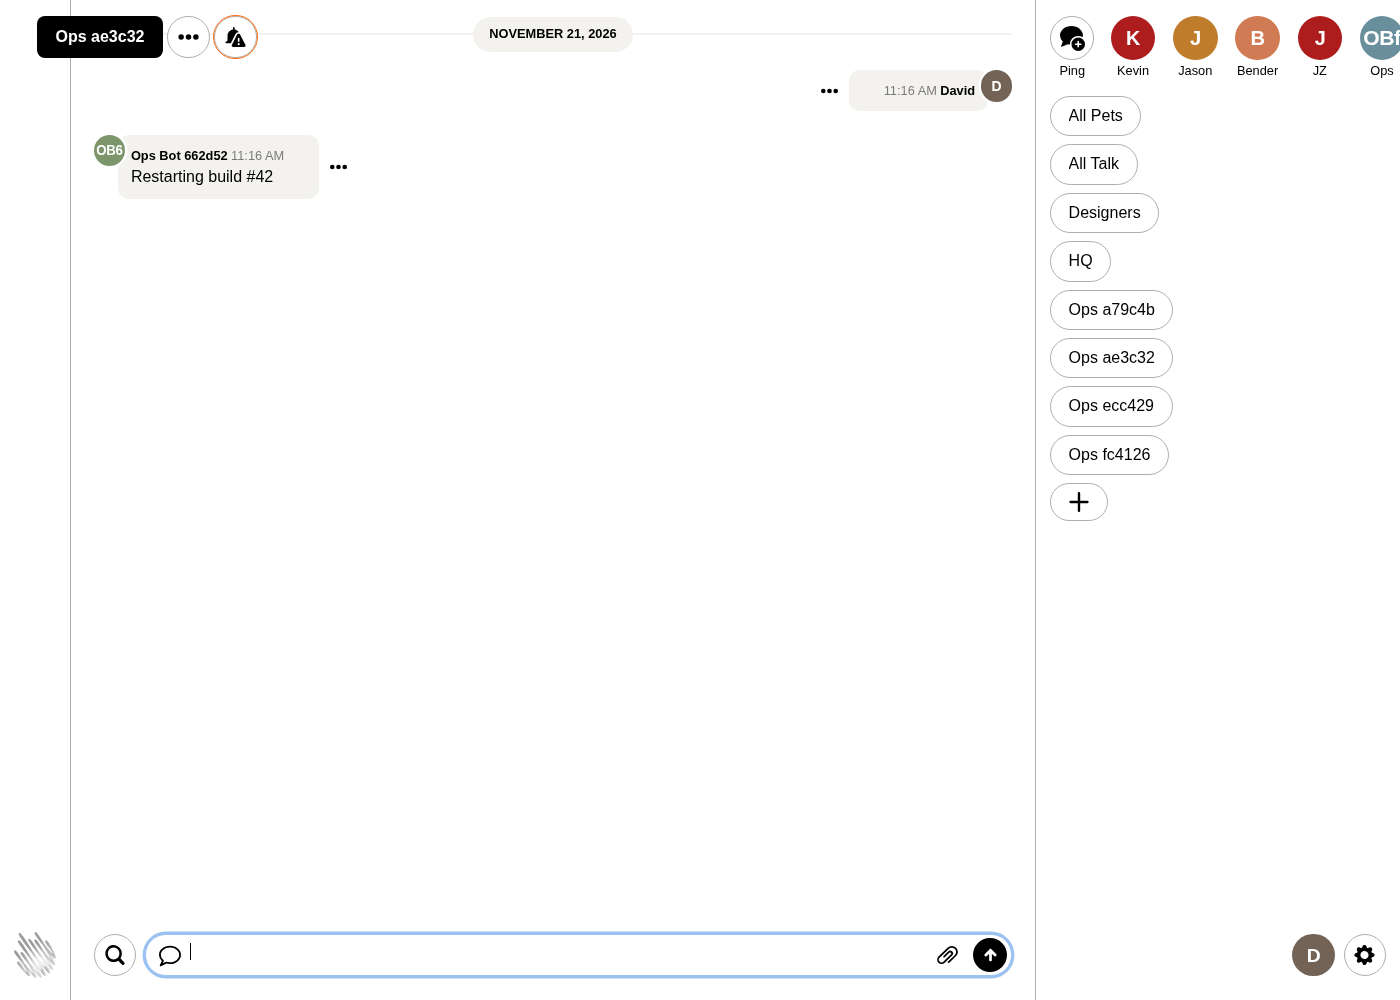 Ops ae3c32
NOVEMBER 21, 2026
11:16 AM David
D
OB6
Ops Bot 662d52 11:16 AM
Restarting build #42
K
J
B
J
OBf
Ping
Kevin
Jason
Bender
JZ
Ops
All Pets
All Talk
Designers
HQ
Ops a79c4b
Ops ae3c32
Ops ecc429
Ops fc4126
D